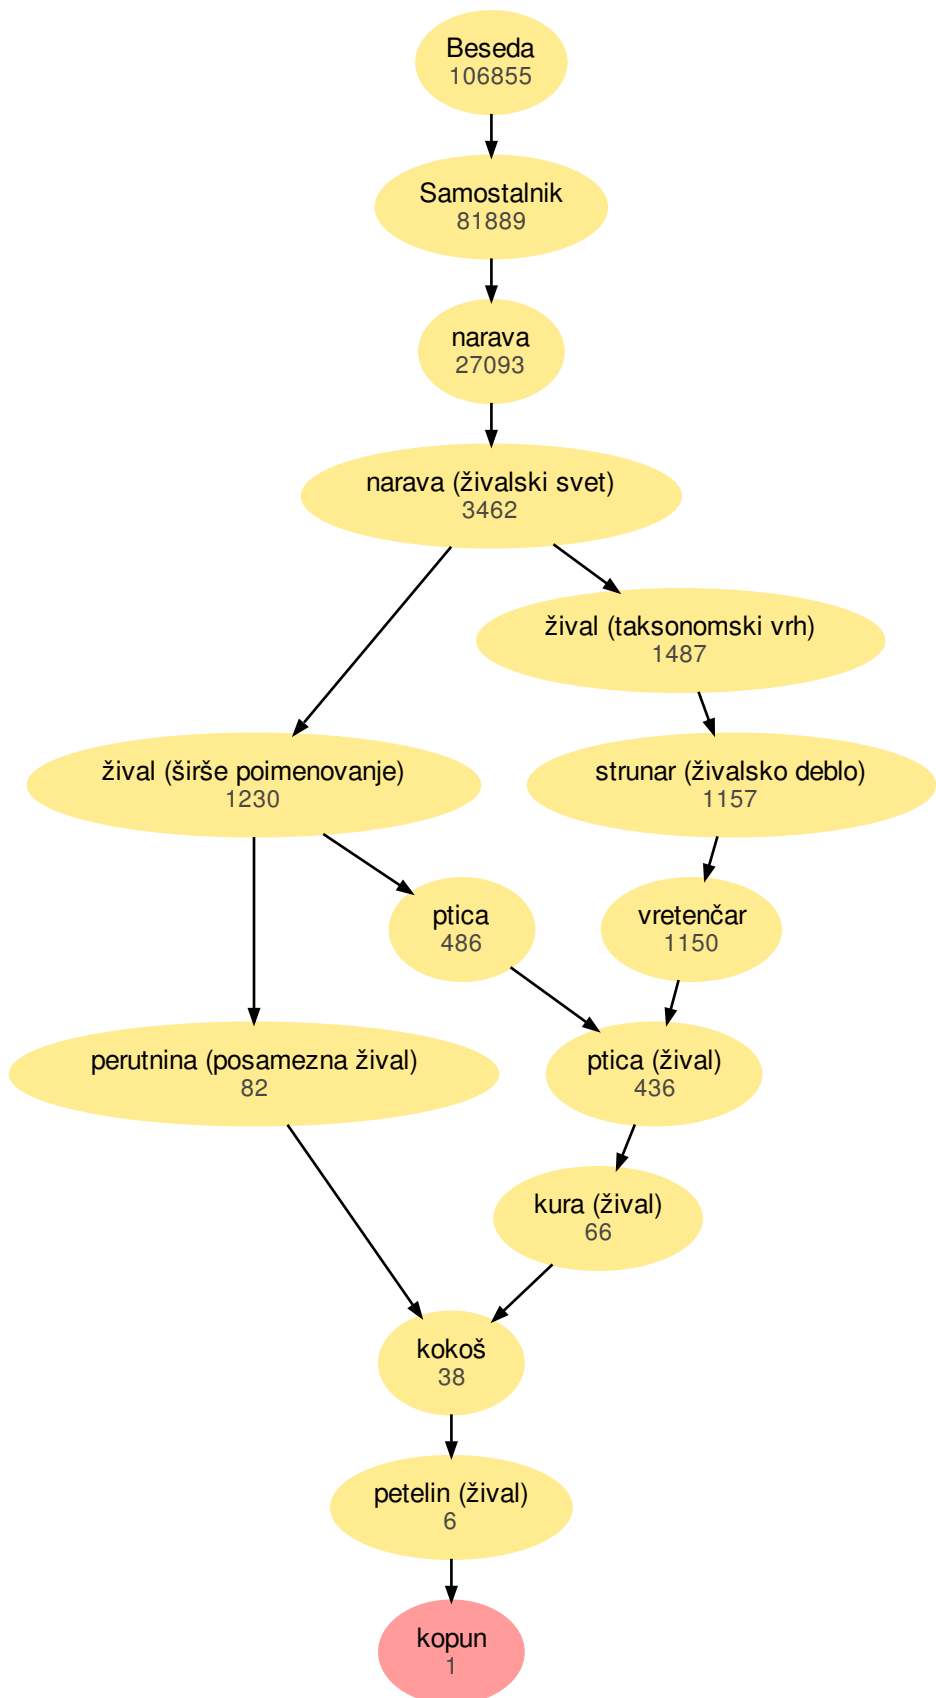 Beseda
106855
Samostalnik
81889
narava
27093
narava (živalski svet)
3462
žival (taksonomski vrh)
1487
žival (širše poimenovanje)
1230
strunar (živalsko deblo)
1157
ptica
486
vretenčar
1150
perutnina (posamezna žival)
82
ptica (žival)
436
kura (žival)
66
kokoš
38
petelin (žival)
6
kopun
1